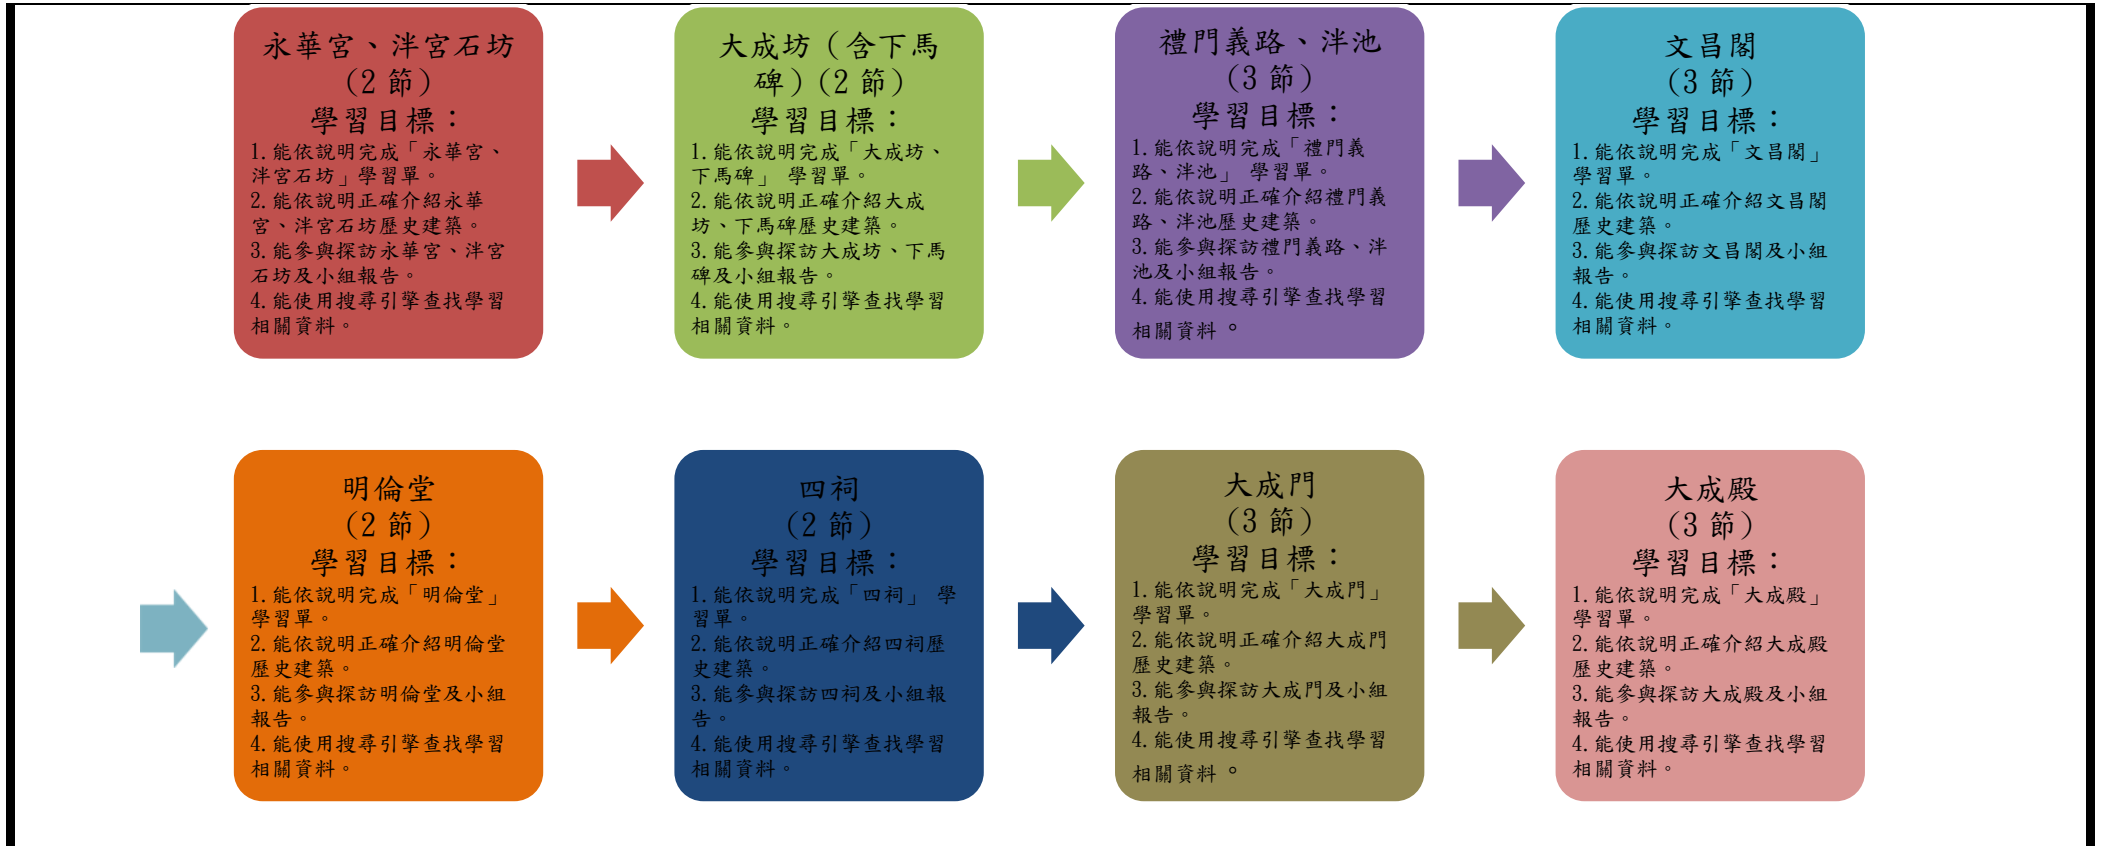 永華宮、泮宮石坊
(2 節)
學習目標：
1.能依說明完成「永華宮、
泮宮石坊」學習單。
2.能依說明正確介紹永華
宮、泮宮石坊歷史建築。
3.能參與探訪永華宮、泮宮
石坊及小組報告。
4.能使用搜尋引擎查找學習
相關資料。
大成坊（含下馬
碑）(2 節)
學習目標：
1.能依說明完成「大成坊、
下馬碑」 學習單。
2.能依說明正確介紹大成
坊、下馬碑歷史建築。
3.能參與探訪大成坊、下馬
碑及小組報告。
4.能使用搜尋引擎查找學習
相關資料。
禮門義路、泮池
(3 節)
學習目標：
1.能依說明完成「禮門義
路、泮池」 學習單。
2.能依說明正確介紹禮門義
路、泮池歷史建築。
3.能參與探訪禮門義路、泮
池及小組報告。
4.能使用搜尋引擎查找學習
相關資料。
文昌閣
(3 節)
學習目標：
1.能依說明完成「文昌閣」
學習單。
2.能依說明正確介紹文昌閣
歷史建築。
3.能參與探訪文昌閣及小組
報告。
4.能使用搜尋引擎查找學習
相關資料。
明倫堂
(2 節)
學習目標：
1.能依說明完成「明倫堂」
學習單。
2.能依說明正確介紹明倫堂
歷史建築。
3.能參與探訪明倫堂及小組
報告。
4.能使用搜尋引擎查找學習
相關資料。
四祠
(2 節)
學習目標：
1.能依說明完成「四祠」 學
習單。
2.能依說明正確介紹四祠歷
史建築。
3.能參與探訪四祠及小組報
告。
4.能使用搜尋引擎查找學習
相關資料。
大成門
(3 節)
學習目標：
1.能依說明完成「大成門」
學習單。
2.能依說明正確介紹大成門
歷史建築。
3.能參與探訪大成門及小組
報告。
4.能使用搜尋引擎查找學習
相關資料。
大成殿
(3 節)
學習目標：
1.能依說明完成「大成殿」
學習單。
2.能依說明正確介紹大成殿
歷史建築。
3.能參與探訪大成殿及小組
報告。
4.能使用搜尋引擎查找學習
相關資料。